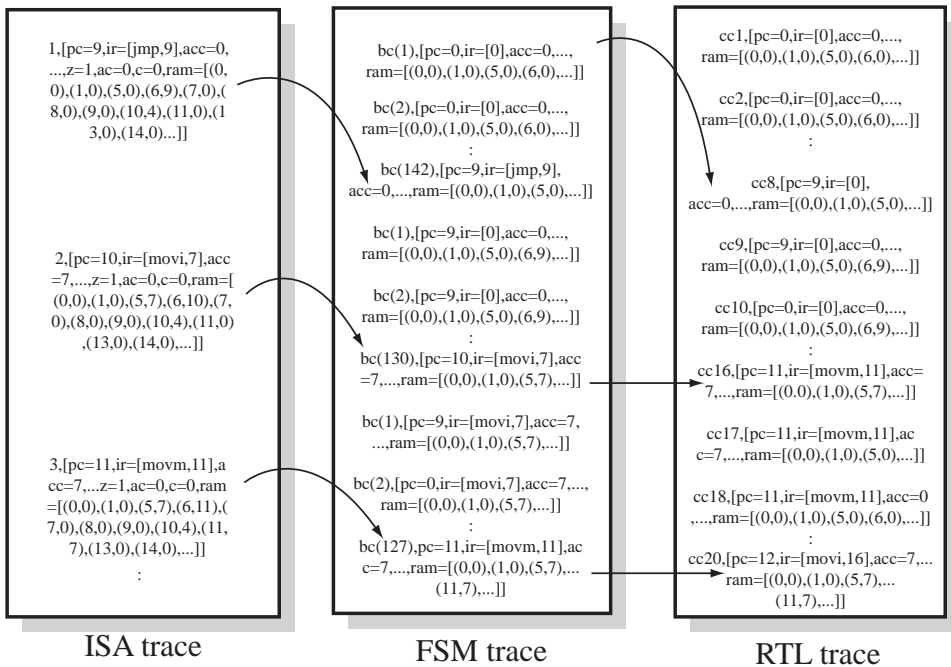 1,[pc=9,ir=[jmp,9],acc=0,
...,z=1,ac=0,c=0,ram=[(0,
0),(1,0),(5,0),(6,9),(7,0),(
8,0),(9,0),(10,4),(11,0),(1
3,0),(14,0)...]]
2,[pc=10,ir=[movi,7],acc
=7,...,z=1,ac=0,c=0,ram=[
(0,0),(1,0),(5,7),(6,10),(7,
0),(8,0),(9,0),(10,4),(11,0)
,(13,0),(14,0),...]]
3,[pc=11,ir=[movm,11],a
cc=7,...z=1,ac=0,c=0,ram
=[(0,0),(1,0),(5,7),(6,11),(
7,0),(8,0),(9,0),(10,4),(11,
7),(13,0),(14,0),...]]
:
ISA trace
bc(1),[pc=0,ir=[0],acc=0,...,
ram=[(0,0),(1,0),(5,0),(6,0),...]]
bc(2),[pc=0,ir=[0],acc=0,...,
ram=[(0,0),(1,0),(5,0),(6,0),...]]
:
bc(142),[pc=9,ir=[jmp,9],
acc=0,...,ram=[(0,0),(1,0),(5,0),...]]
bc(1),[pc=9,ir=[0],acc=0,...,
ram=[(0,0),(1,0),(5,0),(6,9),...]]
bc(2),[pc=9,ir=[0],acc=0,...,
ram=[(0,0),(1,0),(5,0),(6,9),...]]
:
bc(130),[pc=10,ir=[movi,7],acc
=7,...,ram=[(0,0),(1,0),(5,7),...]]
bc(1),[pc=9,ir=[movi,7],acc=7,
...,ram=[(0,0),(1,0),(5,7),...]]
bc(2),[pc=0,ir=[movi,7],acc=7,...,
ram=[(0,0),(1,0),(5,7),...]]
:
bc(127),pc=11,ir=[movm,11],ac
c=7,...,ram=[(0,0),(1,0),(5,7),...
(11,7),...]]
FSM trace
cc1,[pc=0,ir=[0],acc=0,...,
ram=[(0,0),(1,0),(5,0),(6,0),...]]
cc2,[pc=0,ir=[0],acc=0,...,
ram=[(0,0),(1,0),(5,0),(6,0),...]]
:
cc8,[pc=9,ir=[0],
acc=0,...,ram=[(0,0),(1,0),(5,0),...]]
cc9,[pc=9,ir=[0],acc=0,...,
ram=[(0,0),(1,0),(5,0),(6,9),...]]
cc10,[pc=0,ir=[0],acc=0,...,
ram=[(0,0),(1,0),(5,0),(6,9),...]]
:
cc16,[pc=11,ir=[movm,11],acc=
7,...,ram=[(0.0),(1,0),(5,7),...]]
cc17,[pc=11,ir=[movm,11],ac
c=7,...,ram=[(0,0),(1,0),(5,0),...]]
cc18,[pc=11,ir=[movm,11],acc=0
,...,ram=[(0,0),(1,0),(5,0),(6,0),...]]
:
cc20,[pc=12,ir=[movi,16],acc=7,...
ram=[(0,0),(1,0),(5,7),...
(11,7),...]]
RTL trace